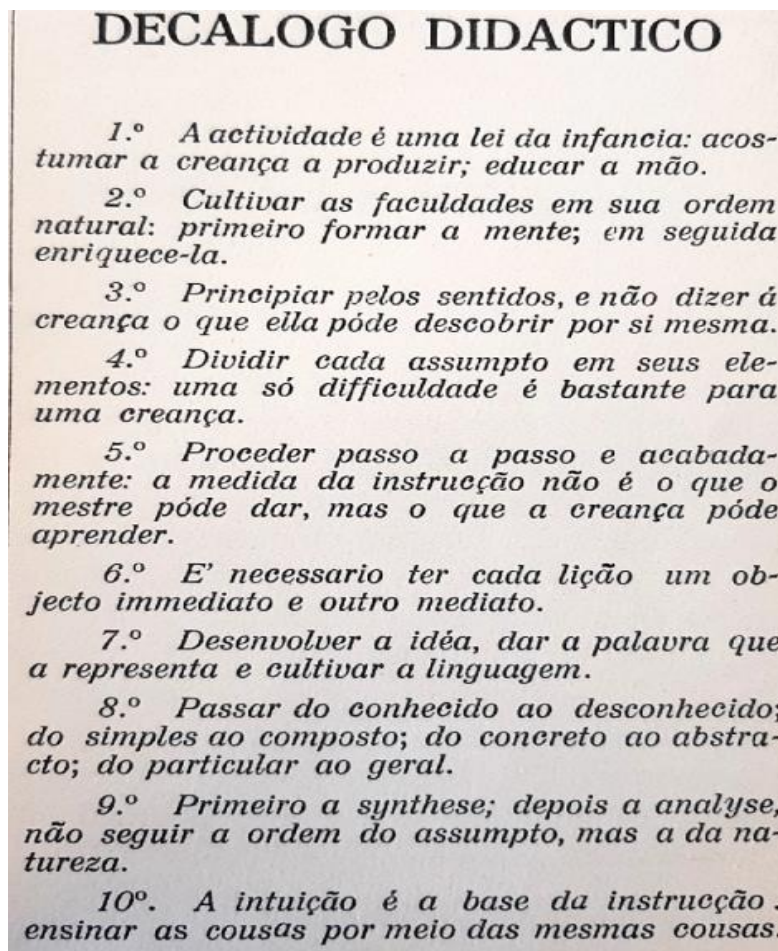 DECALOGO DIDACTICO
1.º A actividade é uma lei da infancia: acos-
tumar a creança a produzir; educar a mão.
2.º Cultivar as faculdades em sua ordem
natural: primeiro formar a mente; em seguida
enriquece-la.
3.º Principiar pelos sentidos, e não dizer á
creança o que ella póde descobrir por si mesma.
4.º Dividir cada assumpto em seus ele-
mentos: uma só difficuldade é bastante para
uma creança.
5.º Proceder passo a passo e acabada-
mente: a medida da instrucção não é o que o
mestre póde dar, mas o que a creança póde
aprender.
6.º E' necessario ter cada lição um ob-
jecto immediato e outro mediato.
7.º Desenvolver a idéa, dar a palavra que
a representa e cultivar a linguagem.
8.º Passar do conhecido ao desconhecido;
do simples ao composto; do concreto ao abstra-
cto; do particular ao geral.
9.º Primeiro a synthese; depois a analyse,
não seguir a ordem do assumpto, mas a da na-
tureza.
10º. A intuição é a base da instrucção.
ensinar as cousas por meio das mesmas cousas.